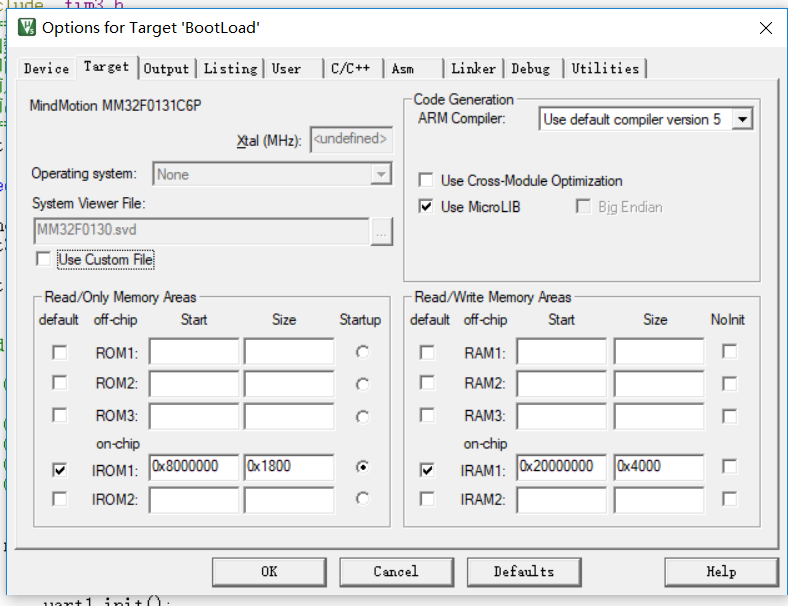 Options for Target 'BootLoad'
Device Target Output Listing User C/C++ Asm Linker Debug Utilities
MindMotion MM32F0131C6P
Xtal (MHz): <undefined>
Operating system: None
System Viewer File:
MM32F0130.svd ...
Use Custom File
Code Generation
ARM Compiler: Use default compiler version 5
Use Cross-Module Optimization
Use MicroLIB Big Endian
Read/Only Memory Areas
default off-chip Start Size Startup
ROM1:
ROM2:
ROM3:
on-chip
IROM1: 0x8000000 0x1800
IROM2:
Read/Write Memory Areas
default off-chip Start Size NoInit
RAM1:
RAM2:
RAM3:
on-chip
IRAM1: 0x20000000 0x4000
IRAM2:
OK Cancel Defaults Help
uart1_init();